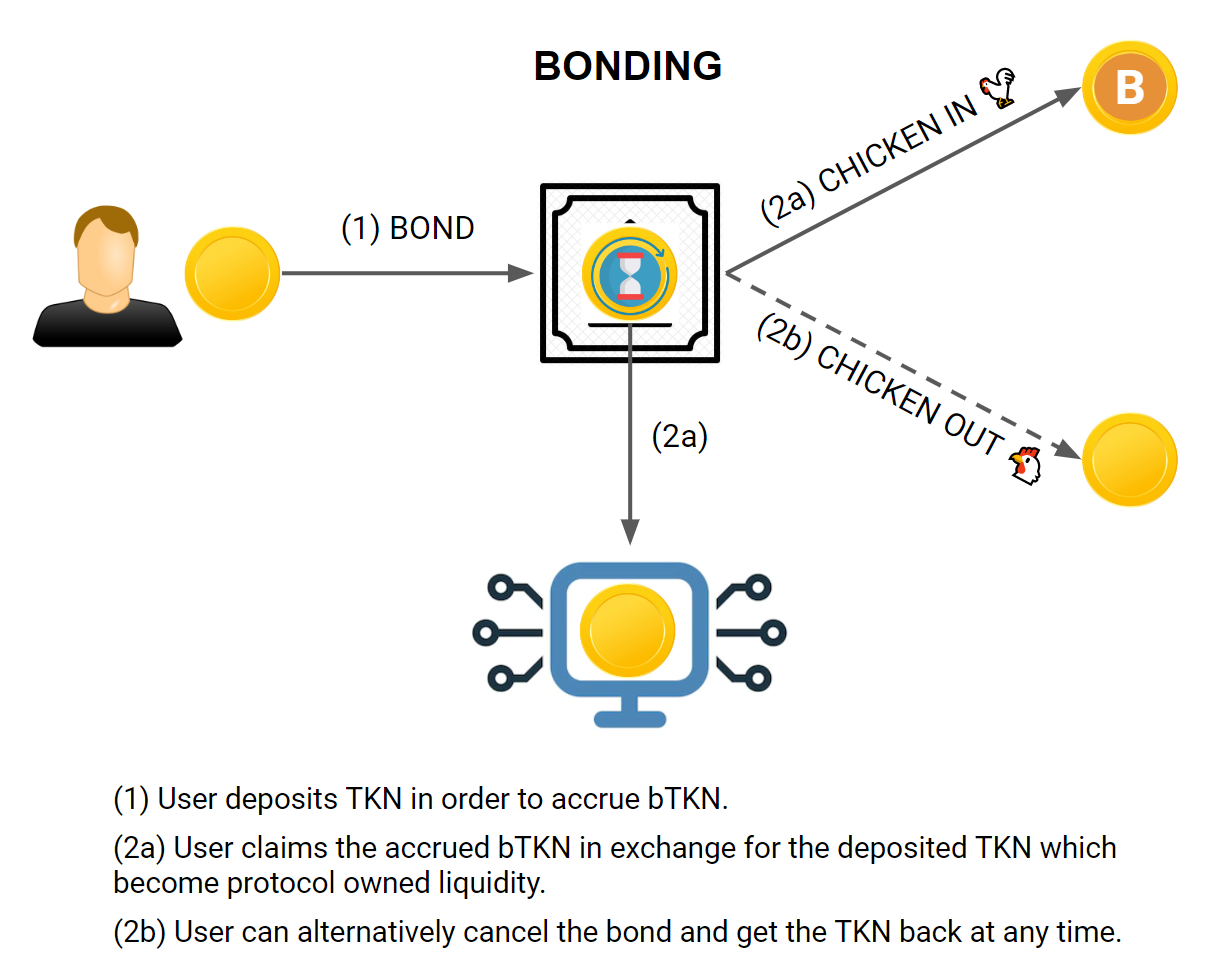 BONDING
B
(2a) CHICKEN IN
(1) BOND
(2b) CHICKEN OUT
(2a)
(1) User deposits TKN in order to accrue bTKN.
(2a) User claims the accrued bTKN in exchange for the deposited TKN which
become protocol owned liquidity.
(2b) User can alternatively cancel the bond and get the TKN back at any time.